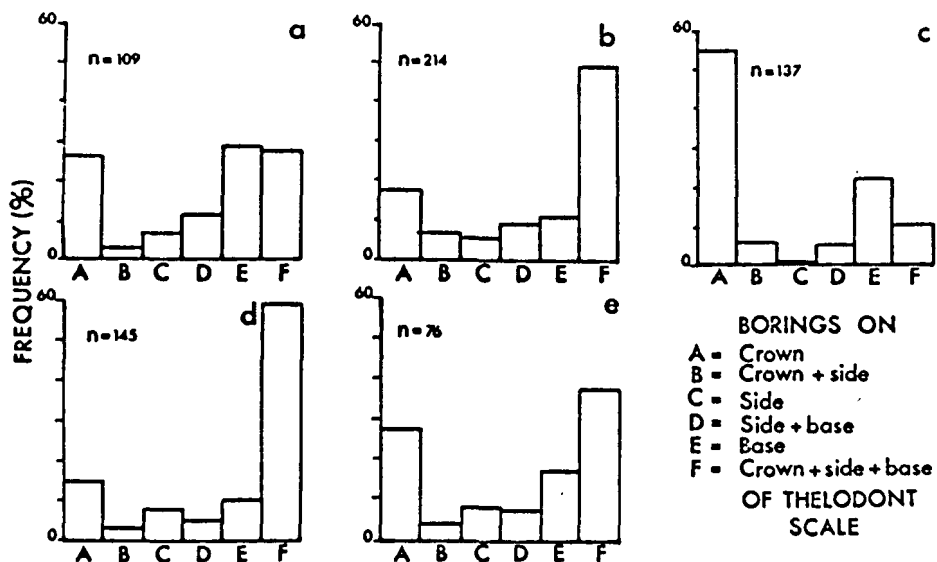 FREQUENCY (%)
60
a
n=109
0
A B C D E F
60
b
n=214
0
A B C D E F
60
c
n=137
0
A B C D E F
60
d
n=145
0
A B C D E F
60
e
n=76
0
A B C D E F
BORINGS ON
A = Crown
B = Crown + side
C = Side
D = Side + base
E = Base
F = Crown + side + base
OF THELODONT
SCALE